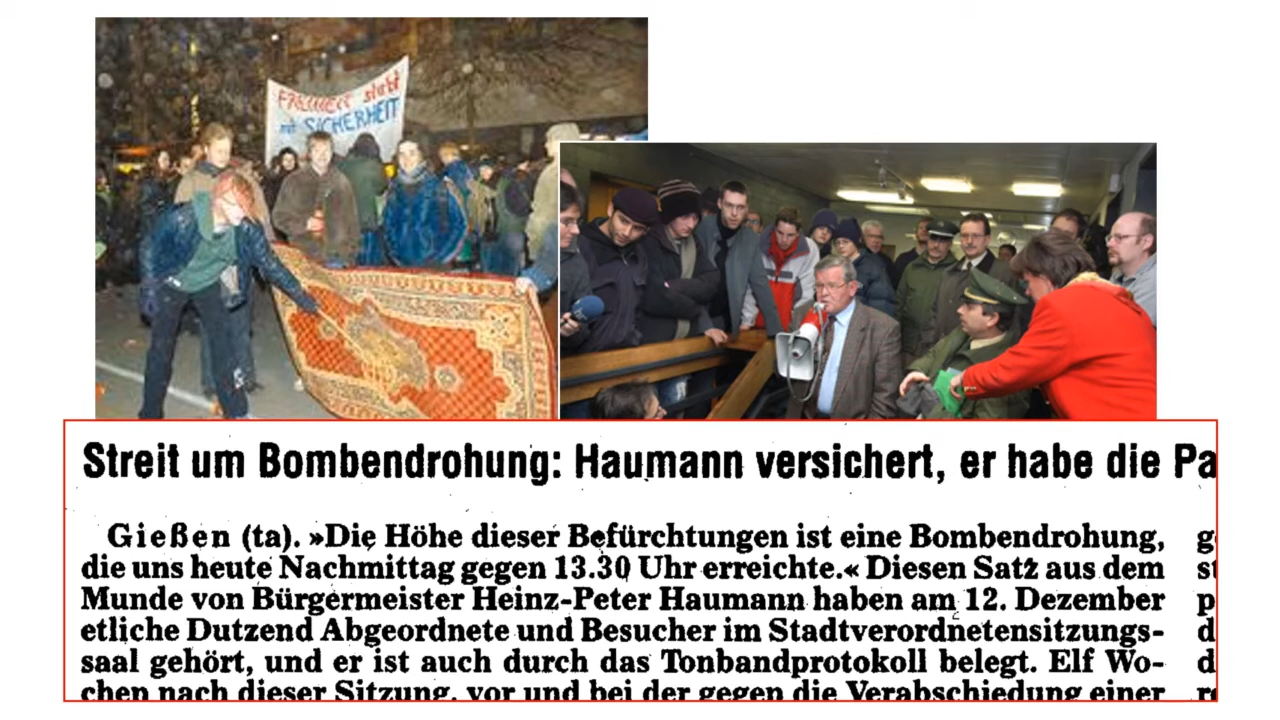 FREIHEIT stirbt
mit SICHERHEIT
Streit um Bombendrohung: Haumann versichert, er habe die Pa
Gießen (ta). »Die Höhe dieser Befürchtungen ist eine Bombendrohung,
die uns heute Nachmittag gegen 13.30 Uhr erreichte.« Diesen Satz aus dem
Munde von Bürgermeister Heinz-Peter Haumann haben am 12. Dezember
etliche Dutzend Abgeordnete und Besucher im Stadtverordnetensitzungs-
saal gehört, und er ist auch durch das Tonbandprotokoll belegt. Elf Wo-
chen nach dieser Sitzung, vor und bei der gegen die Verabschiedung einer